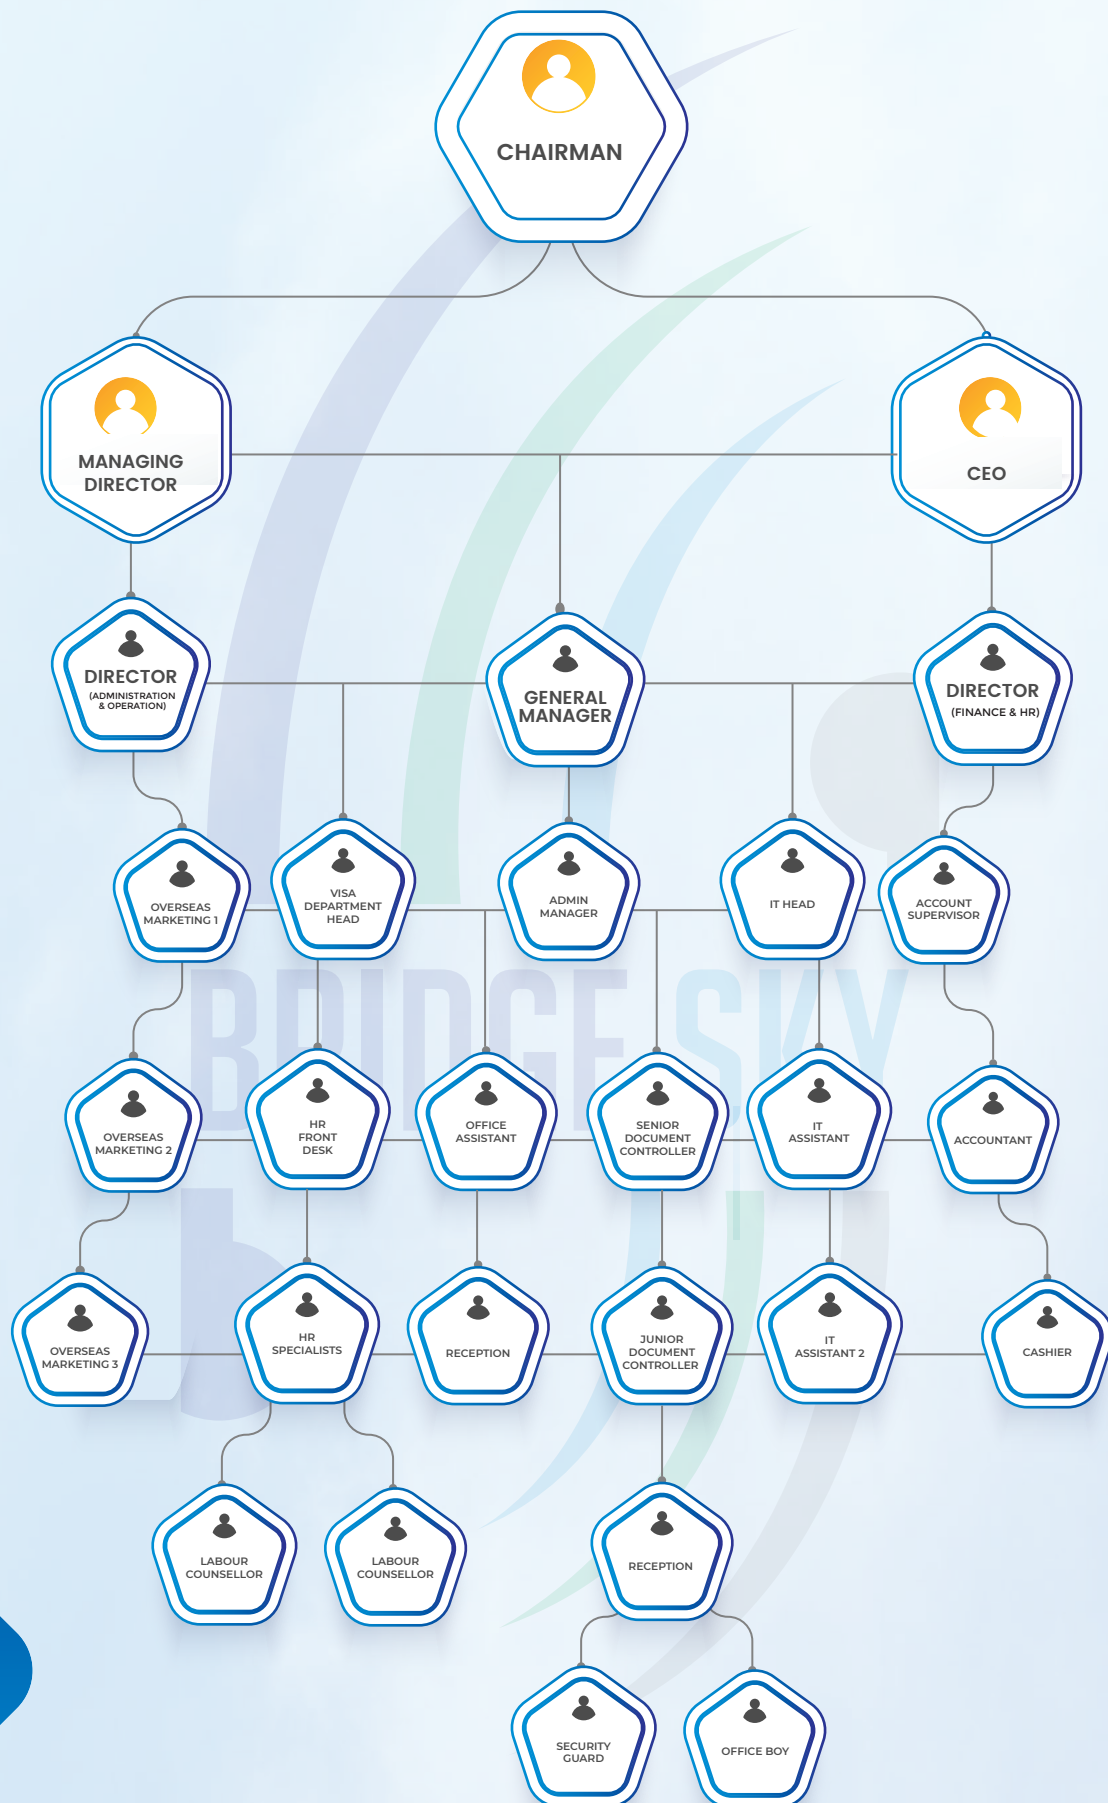 CHAIRMAN
MANAGING
DIRECTOR
CEO
DIRECTOR
(ADMINISTRATION
& OPERATION)
GENERAL
MANAGER
DIRECTOR
(FINANCE & HR)
OVERSEAS
MARKETING 1
VISA
DEPARTMENT
HEAD
ADMIN
MANAGER
IT HEAD
ACCOUNT
SUPERVISOR
BRIDGE SKY
OVERSEAS
MARKETING 2
HR
FRONT
DESK
OFFICE
ASSISTANT
SENIOR
DOCUMENT
CONTROLLER
IT
ASSISTANT
ACCOUNTANT
OVERSEAS
MARKETING 3
HR
SPECIALISTS
RECEPTION
JUNIOR
DOCUMENT
CONTROLLER
IT
ASSISTANT 2
CASHIER
LABOUR
COUNSELLOR
LABOUR
COUNSELLOR
RECEPTION
SECURITY
GUARD
OFFICE BOY